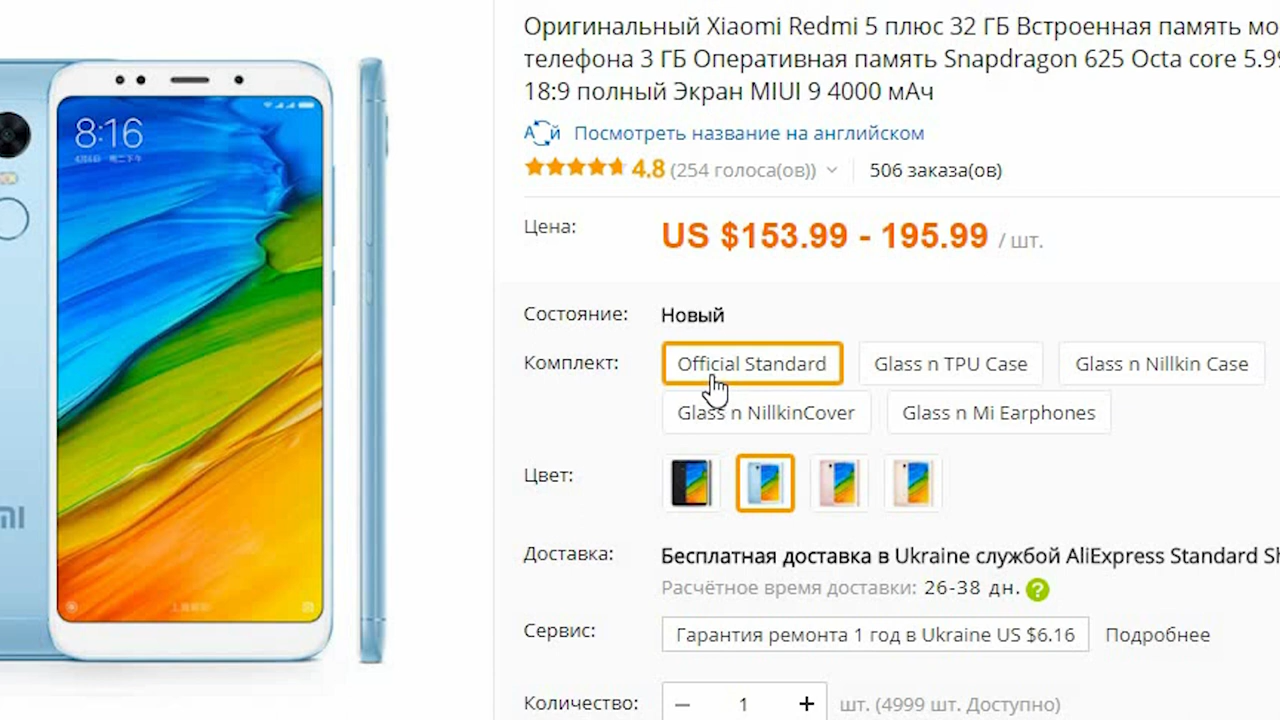 Оригинальный Xiaomi Redmi 5 плюс 32 ГБ Встроенная память мо
телефона 3 ГБ Оперативная память Snapdragon 625 Octa core 5.99
18:9 полный Экран MIUI 9 4000 мАч
Посмотреть название на английском
4.8 (254 голоса(ов)) 506 заказа(ов)
Цена: US $153.99 - 195.99 / шт.
Состояние: Новый
Комплект: Official Standard Glass n TPU Case Glass n Nillkin Case
Glass n NillkinCover Glass n Mi Earphones
Цвет:
Доставка: Бесплатная доставка в Ukraine службой AliExpress Standard Sh
Расчётное время доставки: 26-38 дн. ?
Сервис: Гарантия ремонта 1 год в Ukraine US $6.16 Подробнее
Количество: − 1 + шт. (4999 шт. Доступно)
8:16
MI